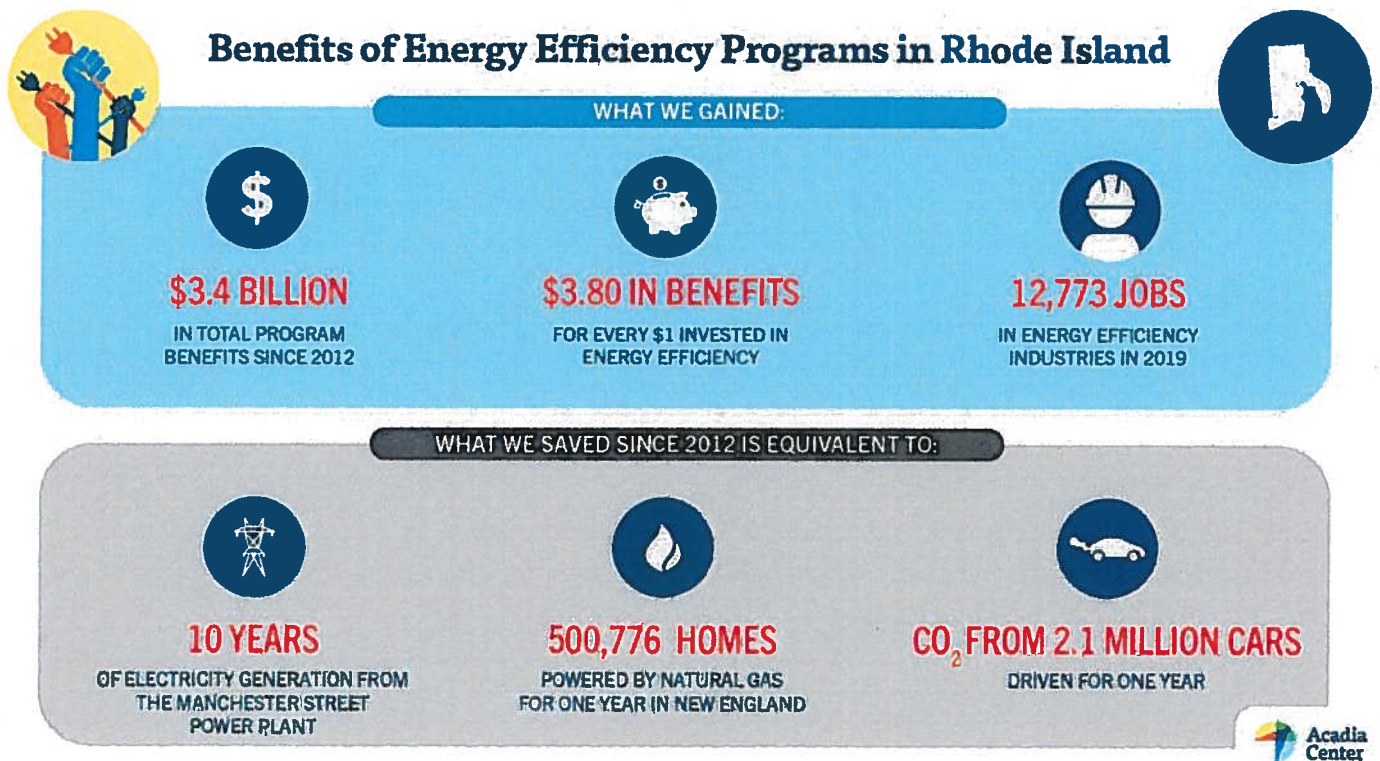 Benefits of Energy Efficiency Programs in Rhode Island
WHAT WE GAINED:
$
$
$3.4 BILLION
IN TOTAL PROGRAM
BENEFITS SINCE 2012
$3.80 IN BENEFITS
FOR EVERY $1 INVESTED IN
ENERGY EFFICIENCY
12,773 JOBS
IN ENERGY EFFICIENCY
INDUSTRIES IN 2019
WHAT WE SAVED SINCE 2012 IS EQUIVALENT TO:
10 YEARS
OF ELECTRICITY GENERATION FROM
THE MANCHESTER STREET
POWER PLANT
500,776 HOMES
POWERED BY NATURAL GAS
FOR ONE YEAR IN NEW ENGLAND
CO₂ FROM 2.1 MILLION CARS
DRIVEN FOR ONE YEAR
Acadia
Center